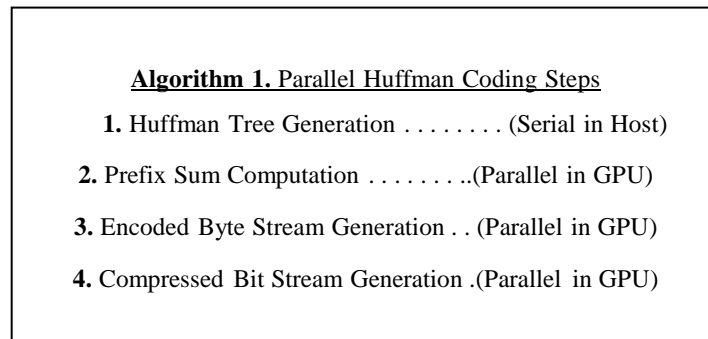 Algorithm 1. Parallel Huffman Coding Steps
1. Huffman Tree Generation . . . . . . . . (Serial in Host)
2. Prefix Sum Computation . . . . . . . ..(Parallel in GPU)
3. Encoded Byte Stream Generation . . (Parallel in GPU)
4. Compressed Bit Stream Generation .(Parallel in GPU)